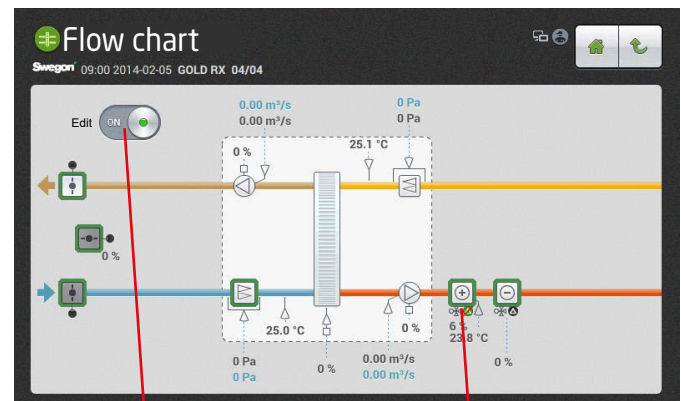 Flow chart
Swegon 09:00 2014-02-05 GOLD RX 04/04
Edit ON
0.00 m³/s
0.00 m³/s
0 Pa
0 Pa
0 %
25.1 °C
0 %
25.0 °C
0 %
6 %
23.8 °C
0 %
0 Pa
0 Pa
0 %
0.00 m³/s
0.00 m³/s